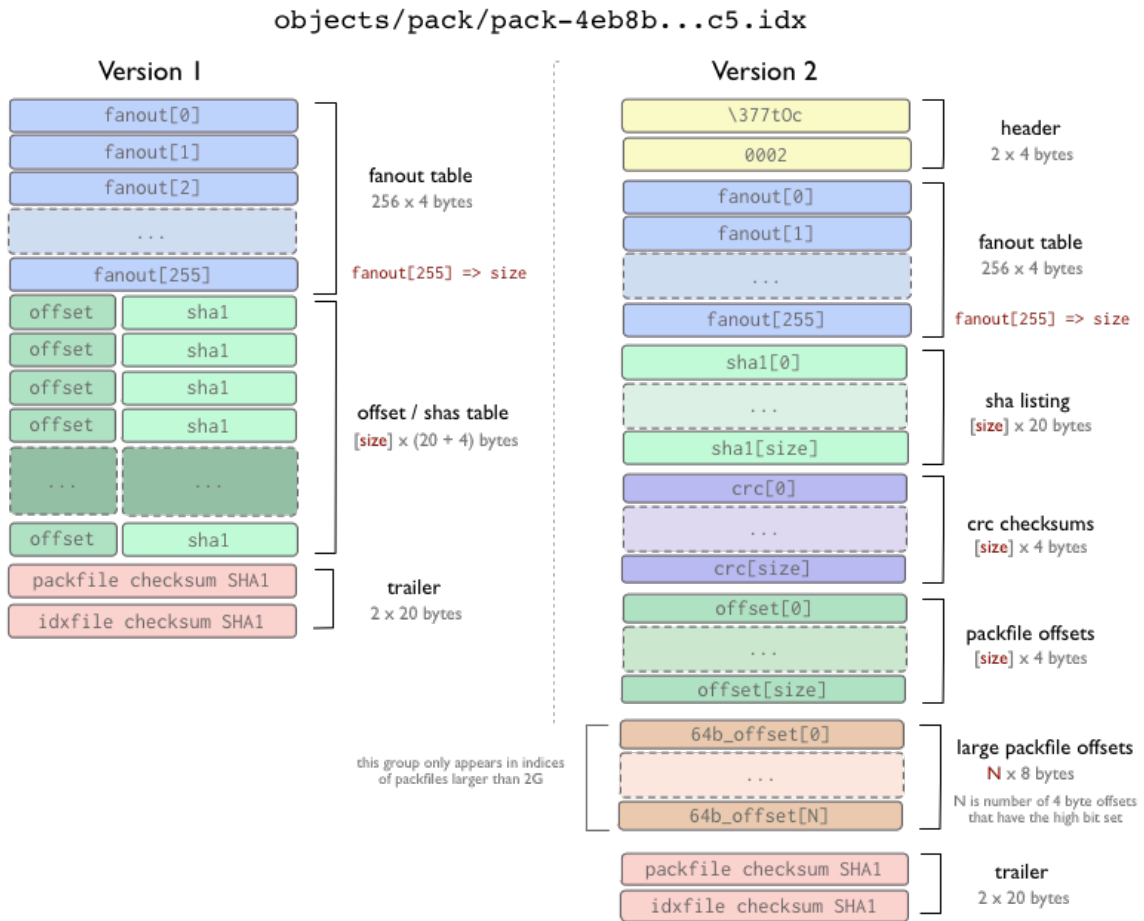 objects/pack/pack-4eb8b...c5.idx
Version 1
fanout[0]
fanout[1]
fanout[2]
...
fanout[255]
fanout table
256 x 4 bytes
fanout[255] => size
offset sha1
offset sha1
offset sha1
offset sha1
... ...
offset sha1
offset / shas table
[size] x (20 + 4) bytes
packfile checksum SHA1
idxfile checksum SHA1
trailer
2 x 20 bytes
Version 2
\377tOc
0002
header
2 x 4 bytes
fanout[0]
fanout[1]
...
fanout[255]
fanout table
256 x 4 bytes
fanout[255] => size
sha1[0]
...
sha1[size]
sha listing
[size] x 20 bytes
crc[0]
...
crc[size]
crc checksums
[size] x 4 bytes
offset[0]
...
offset[size]
packfile offsets
[size] x 4 bytes
this group only appears in indices
of packfiles larger than 2G
64b_offset[0]
...
64b_offset[N]
large packfile offsets
N x 8 bytes
N is number of 4 byte offsets
that have the high bit set
packfile checksum SHA1
idxfile checksum SHA1
trailer
2 x 20 bytes